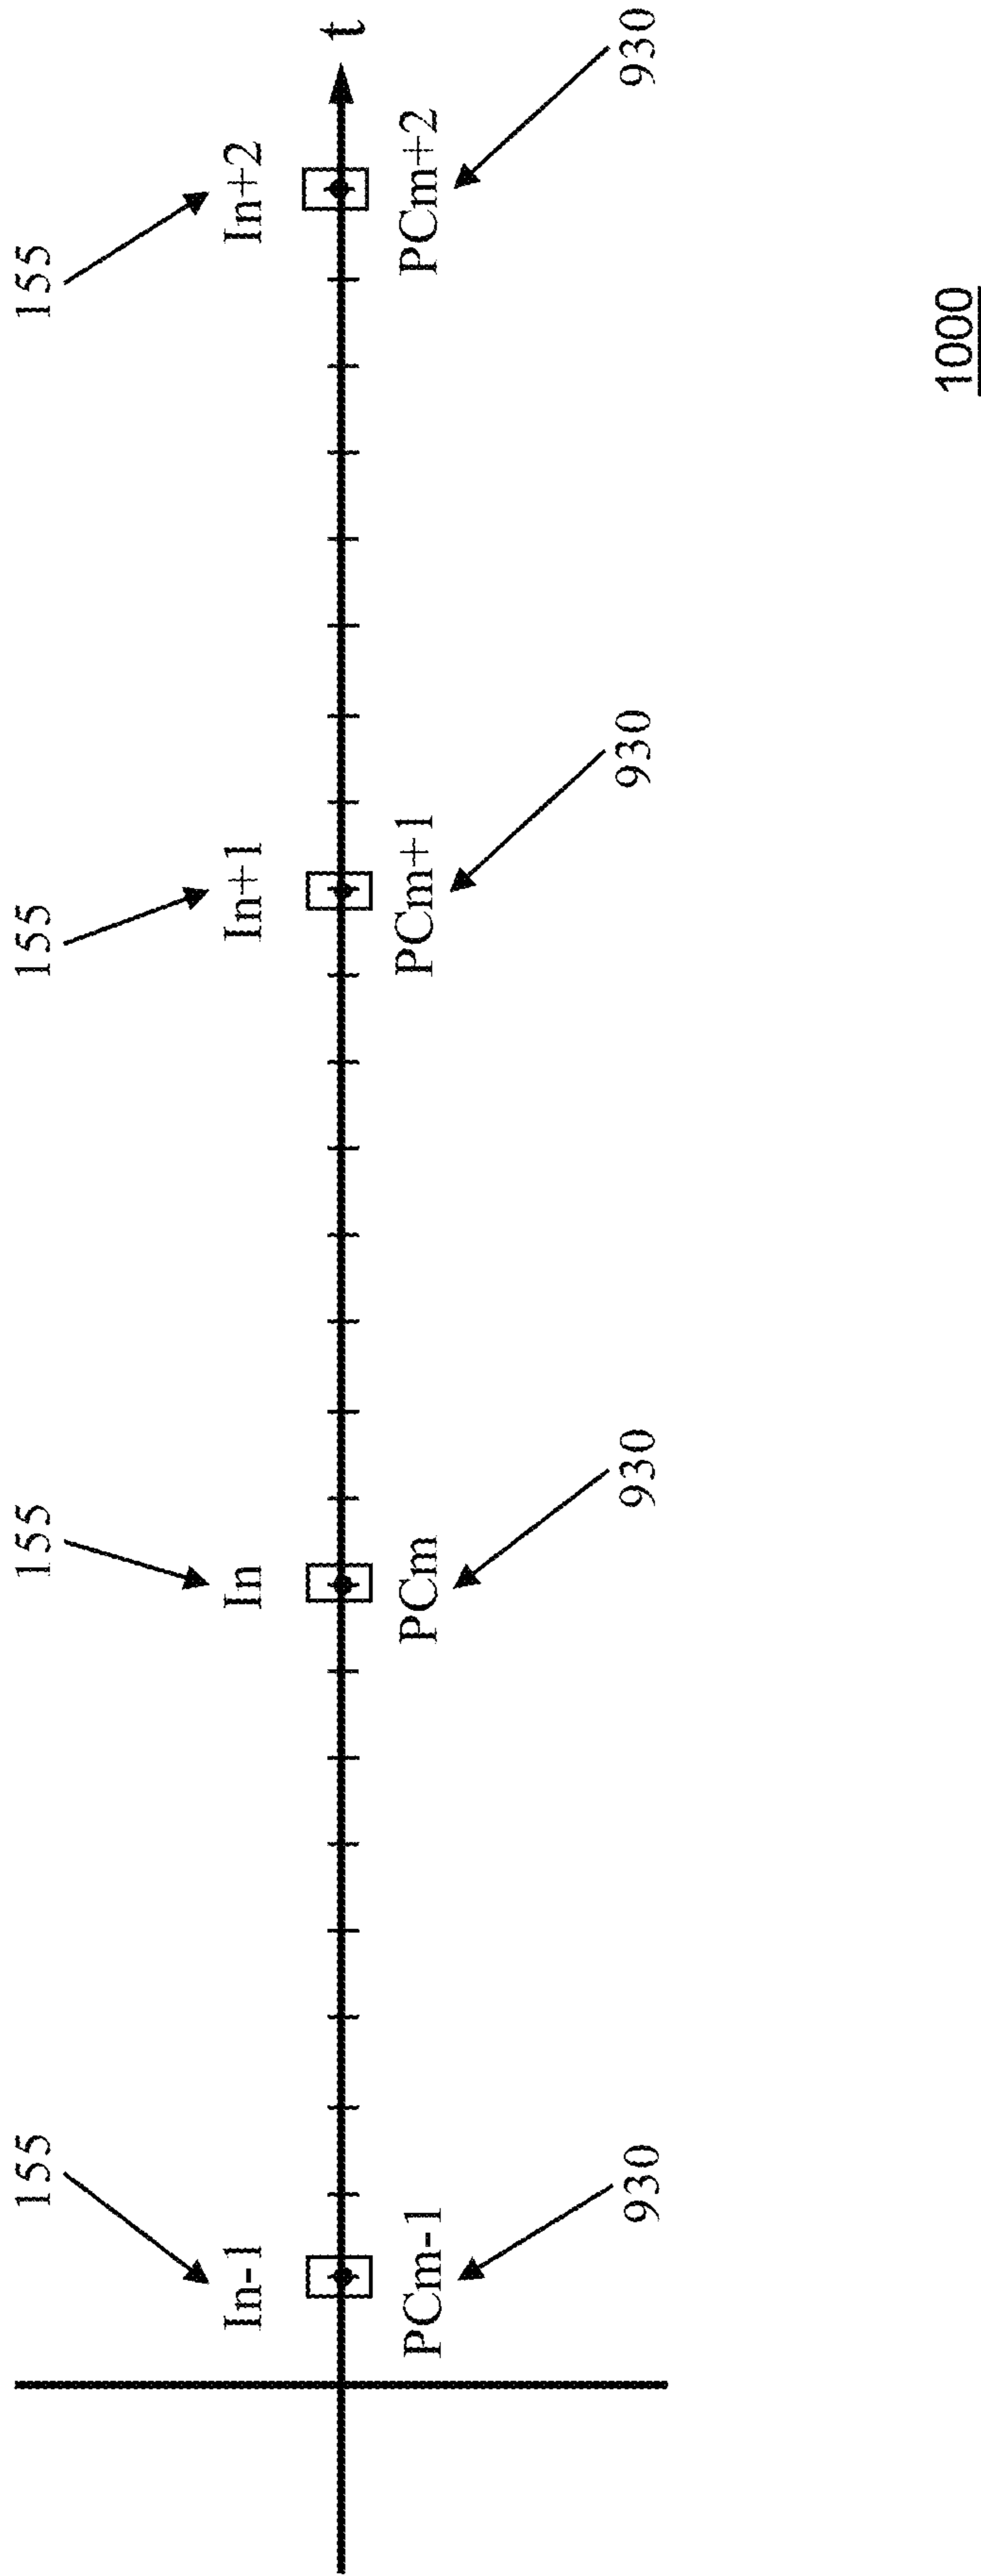 155 155 155 155
In-1 In In+1 In+2
t
PCm-1 PCm PCm+1 PCm+2
930 930 930 930
1000